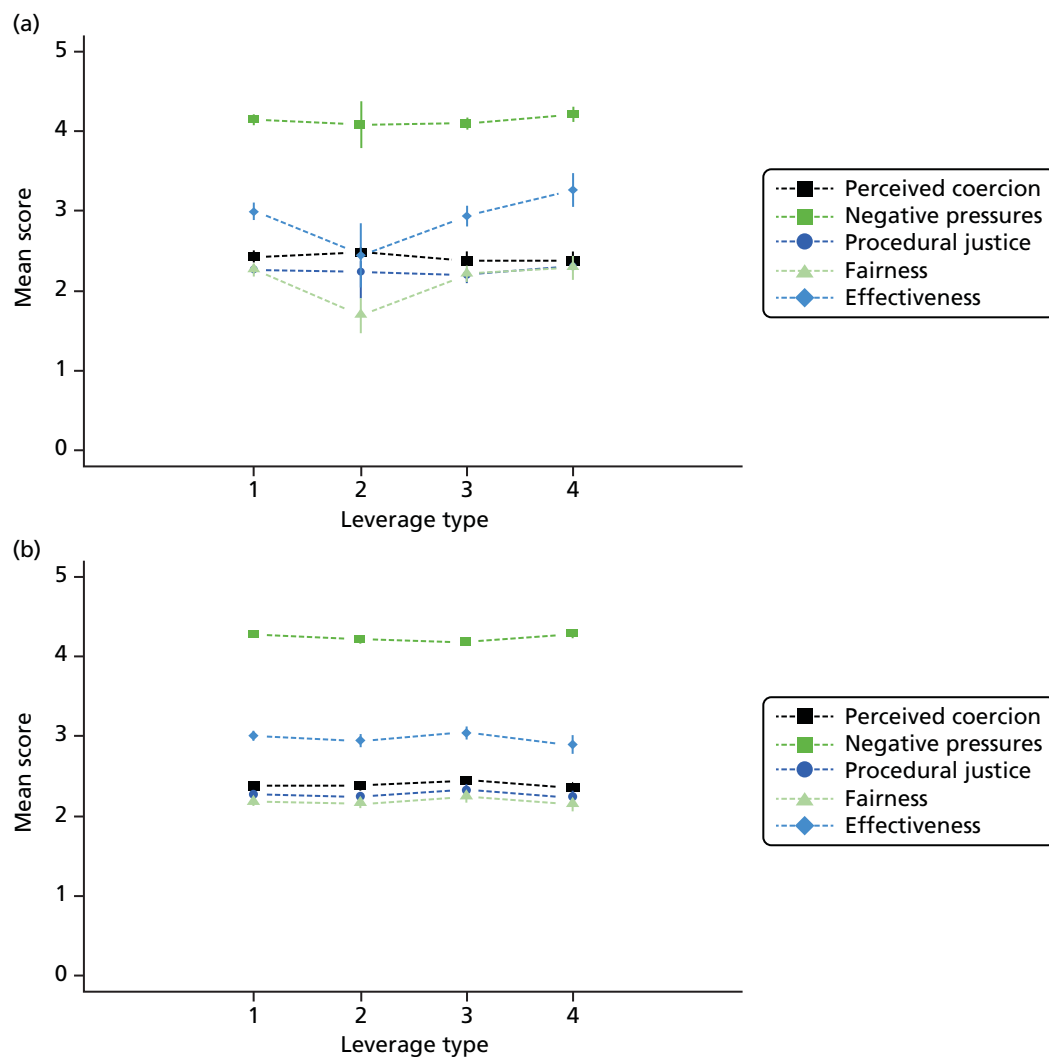 (a)
5
4
3
2
1
0
Mean score
1 2 3 4
Leverage type
Perceived coercion
Negative pressures
Procedural justice
Fairness
Effectiveness
(b)
5
4
3
2
1
0
Mean score
1 2 3 4
Leverage type
Perceived coercion
Negative pressures
Procedural justice
Fairness
Effectiveness